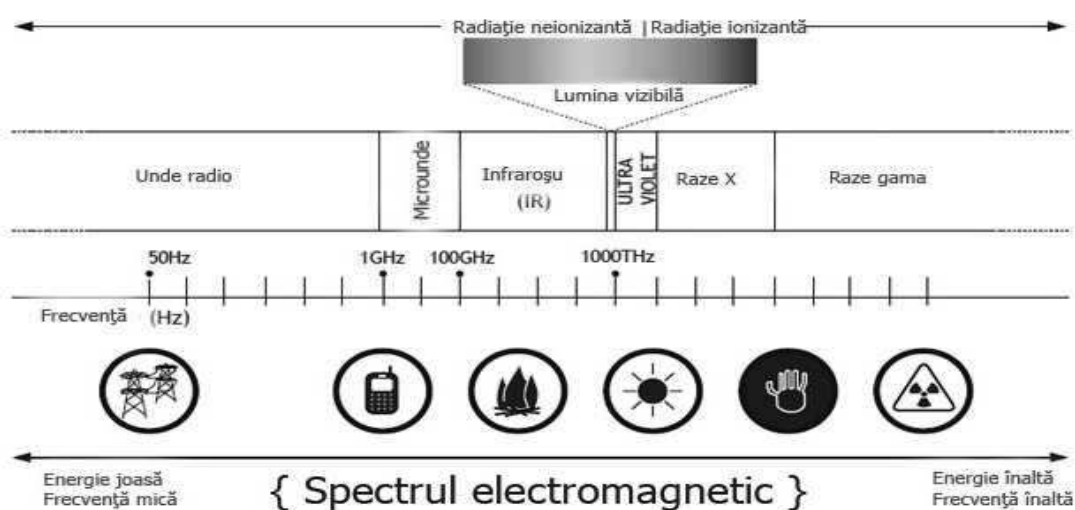 Radiaţie neionizantă | Radiaţie ionizantă
Lumina vizibilă
Unde radio
Microunde
Infraroşu
(IR)
ULTRA
VIOLET
Raze X
Raze gama
50Hz
1GHz
100GHz
1000THz
Frecvenţă (Hz)
Energie joasă
Frecvenţă mică
{ Spectrul electromagnetic }
Energie înaltă
Frecvenţă înaltă